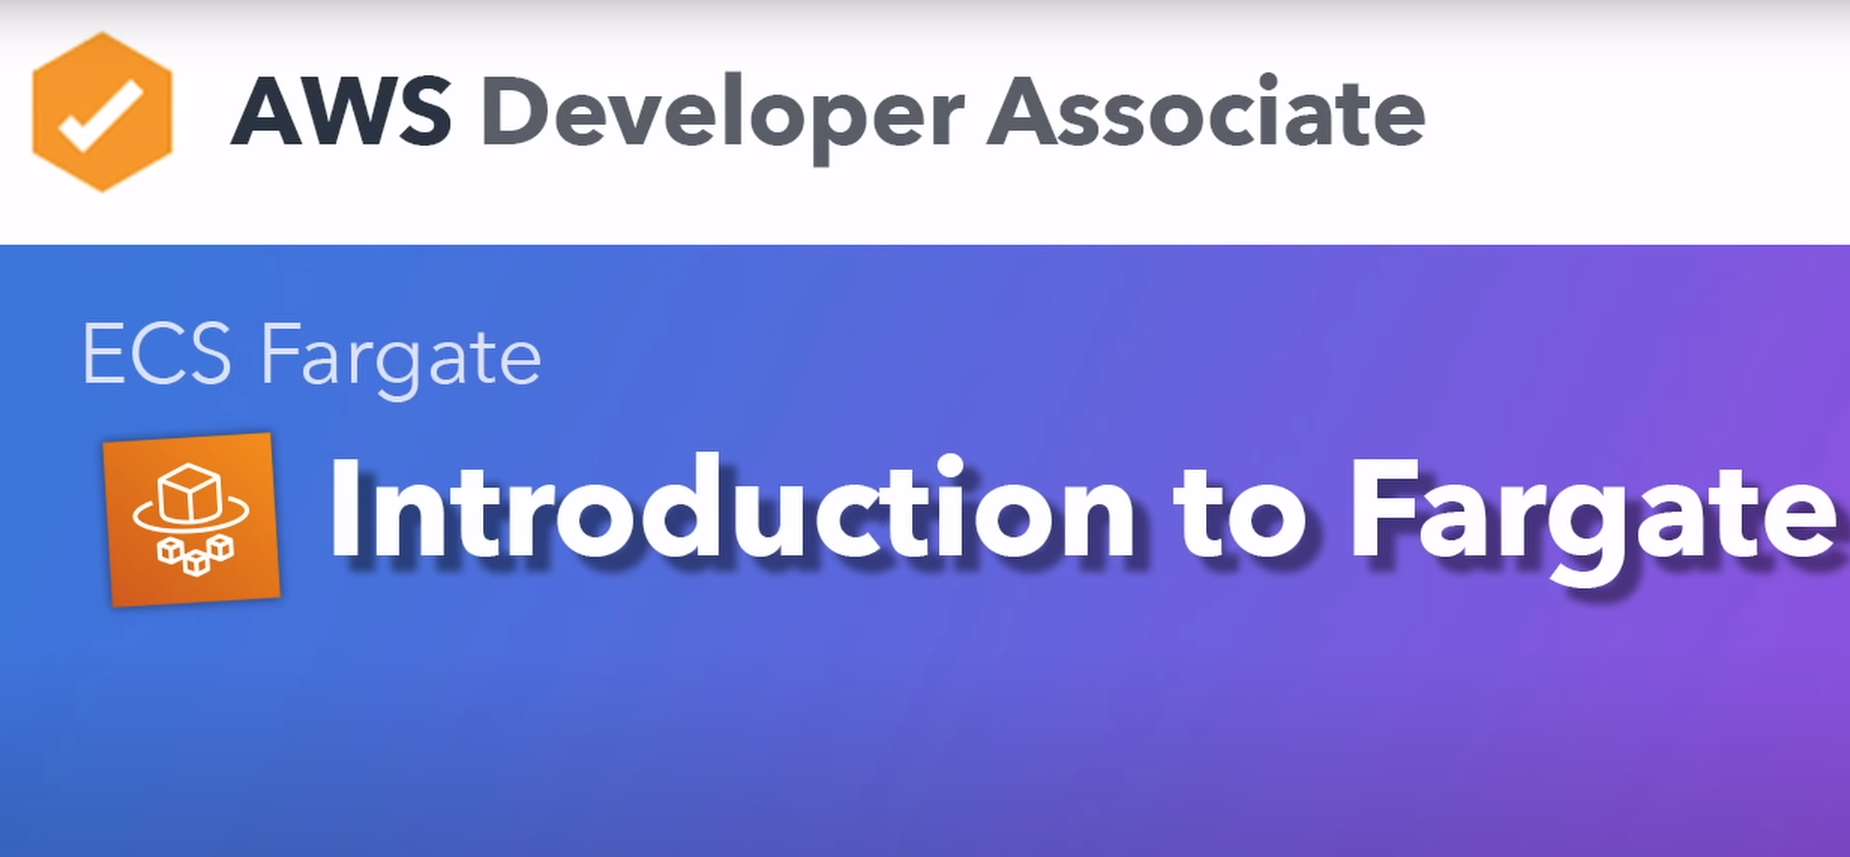 AWS Developer Associate
ECS Fargate
Introduction to Fargate